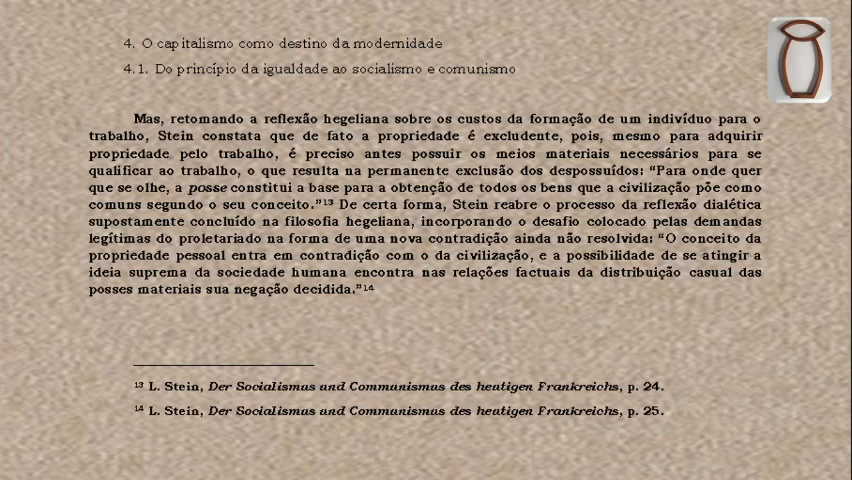 4. O capitalismo como destino da modernidade
4.1. Do princípio da igualdade ao socialismo e comunismo
Mas, retomando a reflexão hegeliana sobre os custos da formação de um indivíduo para o
trabalho, Stein constata que de fato a propriedade é excludente, pois, mesmo para adquirir
propriedade pelo trabalho, é preciso antes possuir os meios materiais necessários para se
qualificar ao trabalho, o que resulta na permanente exclusão dos despossuídos: “Para onde quer
que se olhe, a posse constitui a base para a obtenção de todos os bens que a civilização põe como
comuns segundo o seu conceito.”¹³ De certa forma, Stein reabre o processo da reflexão dialética
supostamente concluído na filosofia hegeliana, incorporando o desafio colocado pelas demandas
legítimas do proletariado na forma de uma nova contradição ainda não resolvida: “O conceito da
propriedade pessoal entra em contradição com o da civilização, e a possibilidade de se atingir a
ideia suprema da sociedade humana encontra nas relações factuais da distribuição casual das
posses materiais sua negação decidida.”¹⁴
¹³ L. Stein, Der Socialismus und Communismus des heutigen Frankreichs, p. 24.
¹⁴ L. Stein, Der Socialismus und Communismus des heutigen Frankreichs, p. 25.